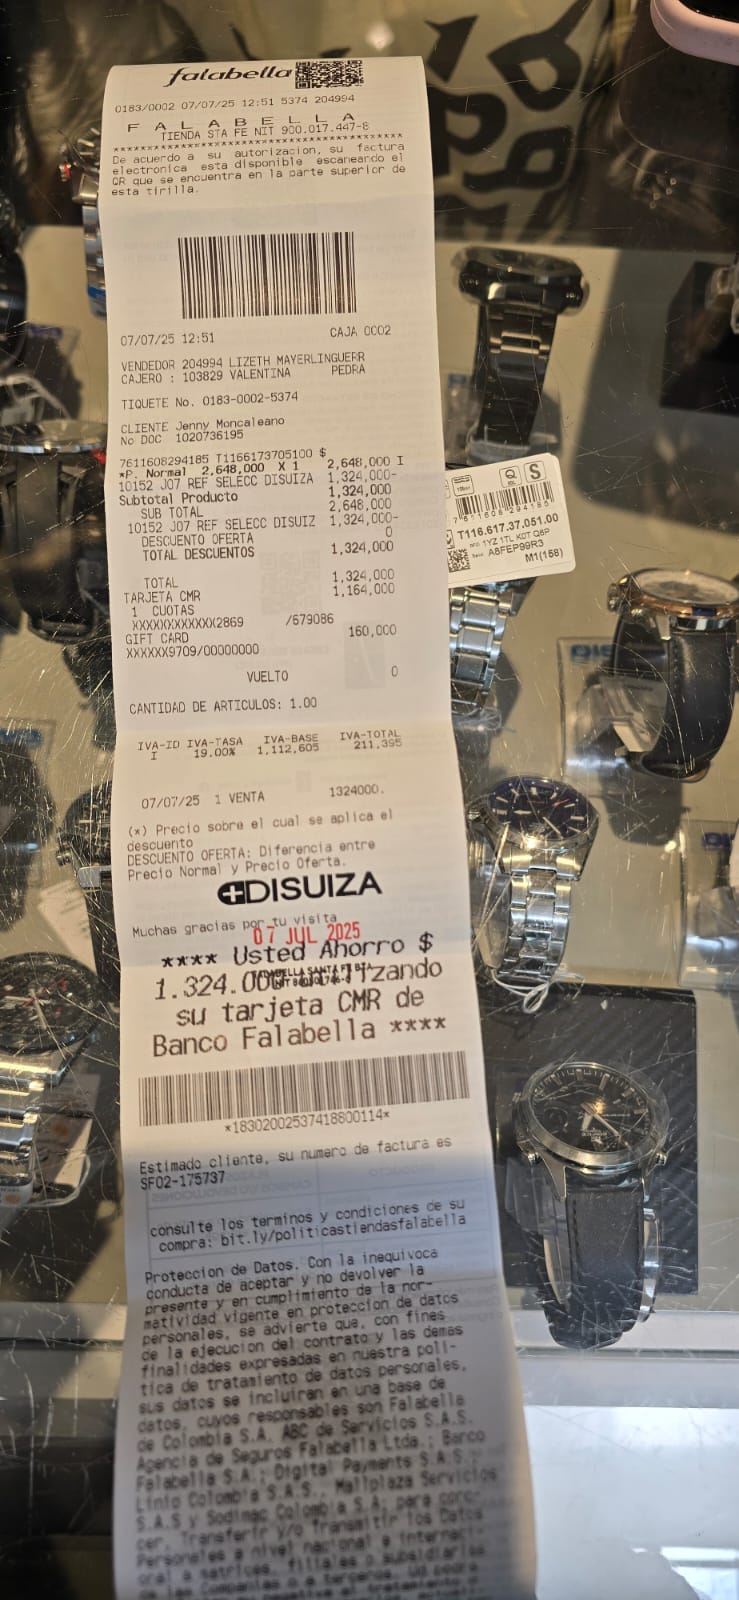 falabella
0183/0002 07/07/25 12:51 5374 204994
F A L A B E L L A
TIENDA STA FE NIT 900.017.447-8
****************************************
De acuerdo a su autorizacion, su factura
electronica esta disponible escaneando el
QR que se encuentra en la parte superior de
esta tirilla.
07/07/25 12:51 CAJA 0002
VENDEDOR 204994 LIZETH MAYERLINGUERR
CAJERO : 103829 VALENTINA PEDRA
TIQUETE No. 0183-0002-5374
CLIENTE Jenny Moncaleano
No DOC 1020736195
7611608294185 T1166173705100 $
*P. Normal 2,648,000 X 1 2,648,000 I
10152 J07 REF SELECC DISUIZA 1,324,000-
Subtotal Producto 1,324,000
SUB TOTAL 2,648,000
10152 J07 REF SELECC DISUIZ 1,324,000-
DESCUENTO OFERTA 0
TOTAL DESCUENTOS 1,324,000
TOTAL 1,324,000
TARJETA CMR 1,164,000
1 CUOTAS
XXXXXXXXXXXX2869 /679086
GIFT CARD 160,000
XXXXXX9709/00000000
VUELTO 0
CANTIDAD DE ARTICULOS: 1.00
IVA-ID IVA-TASA IVA-BASE IVA-TOTAL
I 19.00% 1,112,605 211,395
07/07/25 1 VENTA 1324000.
(*) Precio sobre el cual se aplica el
descuento
DESCUENTO OFERTA: Diferencia entre
Precio Normal y Precio Oferta.
DISUIZA
Muchas gracias por tu visita
07 JUL 2025
**** Usted Ahorro $
1.324.000 utilizando
su tarjeta CMR de
Banco Falabella ****
*18302002537418800114*
Estimado cliente, su numero de factura es
SF02-175737
consulte los terminos y condiciones de su
compra: bit.ly/politicastiendasfalabella
Proteccion de Datos. Con la inequivoca
conducta de aceptar y no devolver la
presente y en cumplimiento de la nor-
matividad vigente en proteccion de datos
personales, se advierte que, con fines
de la ejecucion del contrato y las demas
finalidades expresadas en nuestra poli-
tica de tratamiento de datos personales,
sus datos se incluiran en una base de
datos, cuyos responsables son Falabella
de Colombia S.A. ABC de Servicios S.A.S.
Agencia de Seguros Falabella Ltda.; Banco
Falabella S.A.; Digital Payments S.A.S.;
Linio Colombia S.A.S.; Mallplaza Servicios
S.A.S y Sodimac Colombia S.A; para
cer, Transferir y/o Transmitir los Datos
Personales a nivel nacional e internaci-
S
T116.617.37.051.00
A8FEP99R3
M1(158)